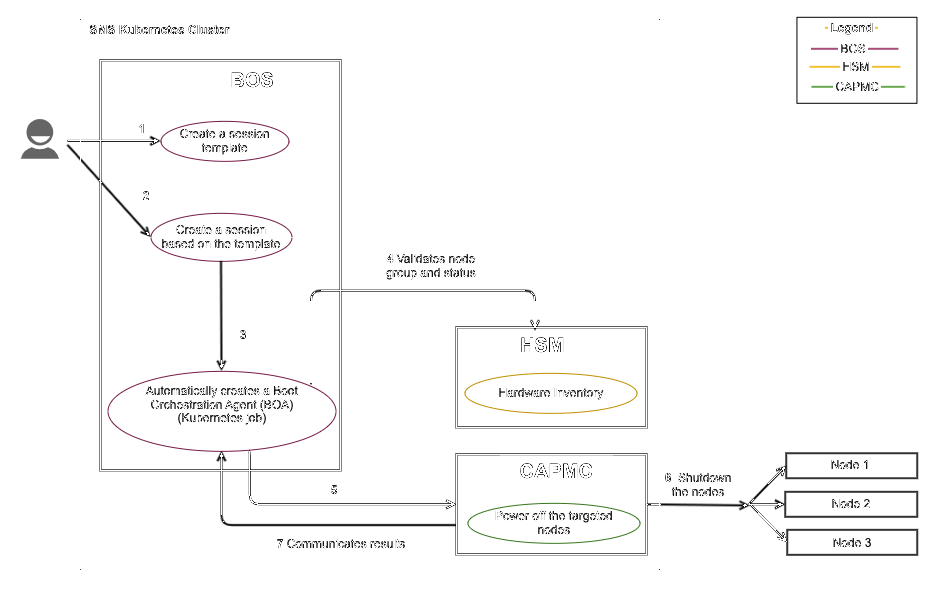 SMS Kubernetes Cluster
- Legend -
BOS
HSM
CAPMC
BOS
1
Create a session
template
2
Create a session
based on the template
3
Automatically creates a Boot
Orchestration Agent (BOA)
(Kubernetes job)
4 Validates node
group and status
HSM
Hardware Inventory
5
CAPMC
Power off the targeted
nodes
6 Shutdown
the nodes
Node 1
Node 2
Node 3
7 Communicates results